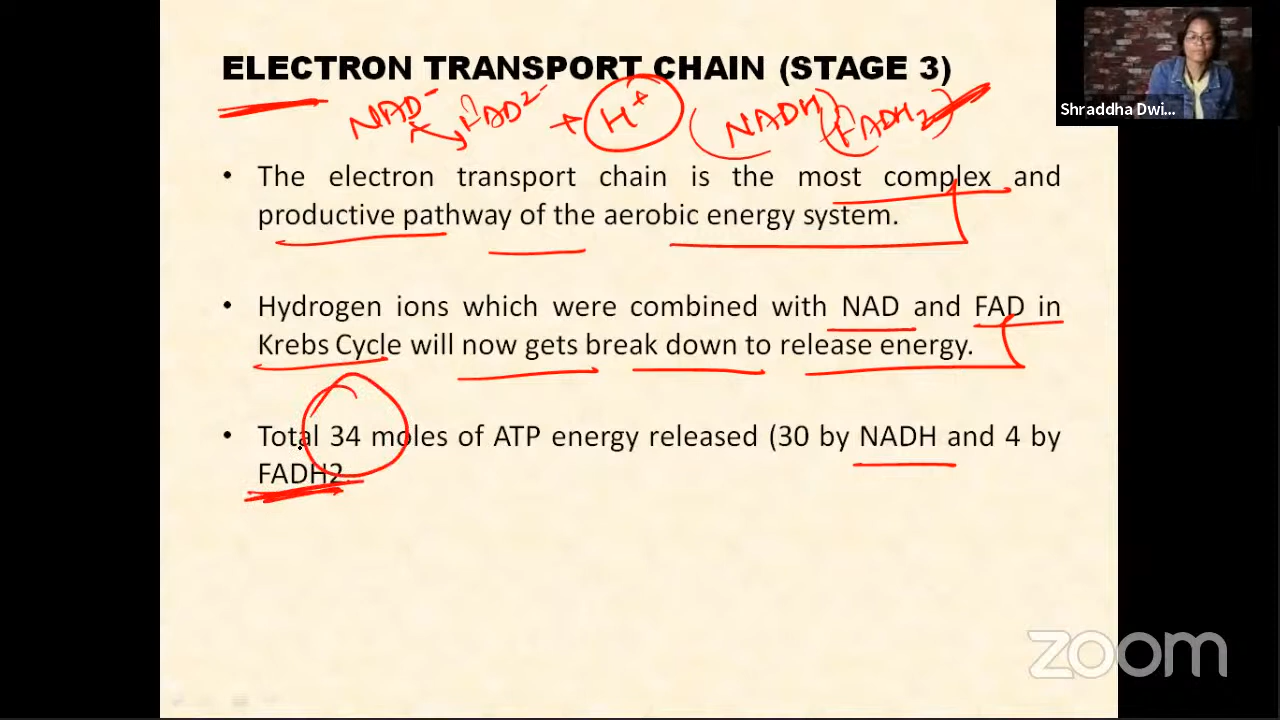 ELECTRON TRANSPORT CHAIN (STAGE 3)
NAD⁻ FAD²⁻ + H⁺ (NADH) (FADH₂)
Shraddha Dwi...
• The electron transport chain is the most complex and
productive pathway of the aerobic energy system.
• Hydrogen ions which were combined with NAD and FAD in
Krebs Cycle will now gets break down to release energy.
• Total 34 moles of ATP energy released (30 by NADH and 4 by
FADH2.
zoom